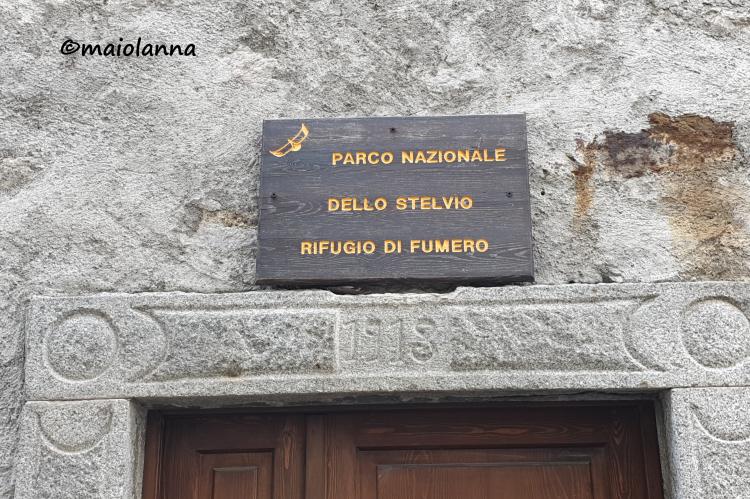 ©maiolanna
PARCO NAZIONALE
DELLO STELVIO
RIFUGIO DI FUMERO
1918